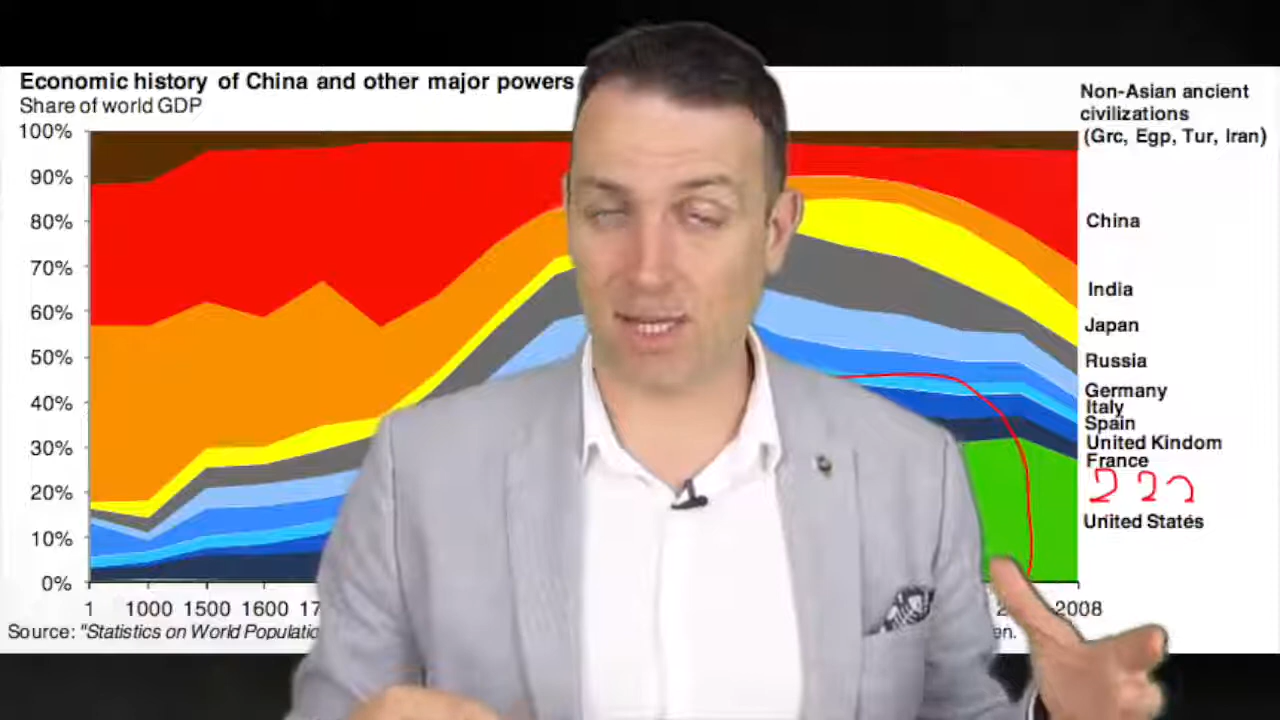 Economic history of China and other major powers
Share of world GDP
100%
90%
80%
70%
60%
50%
40%
30%
20%
10%
0%
1 1000 1500 1600 2008
Source: "Statistics on World
Non-Asian ancient
civilizations
(Grc, Egp, Tur, Iran)
China
India
Japan
Russia
Germany
Italy
Spain
United Kindom
France
United States